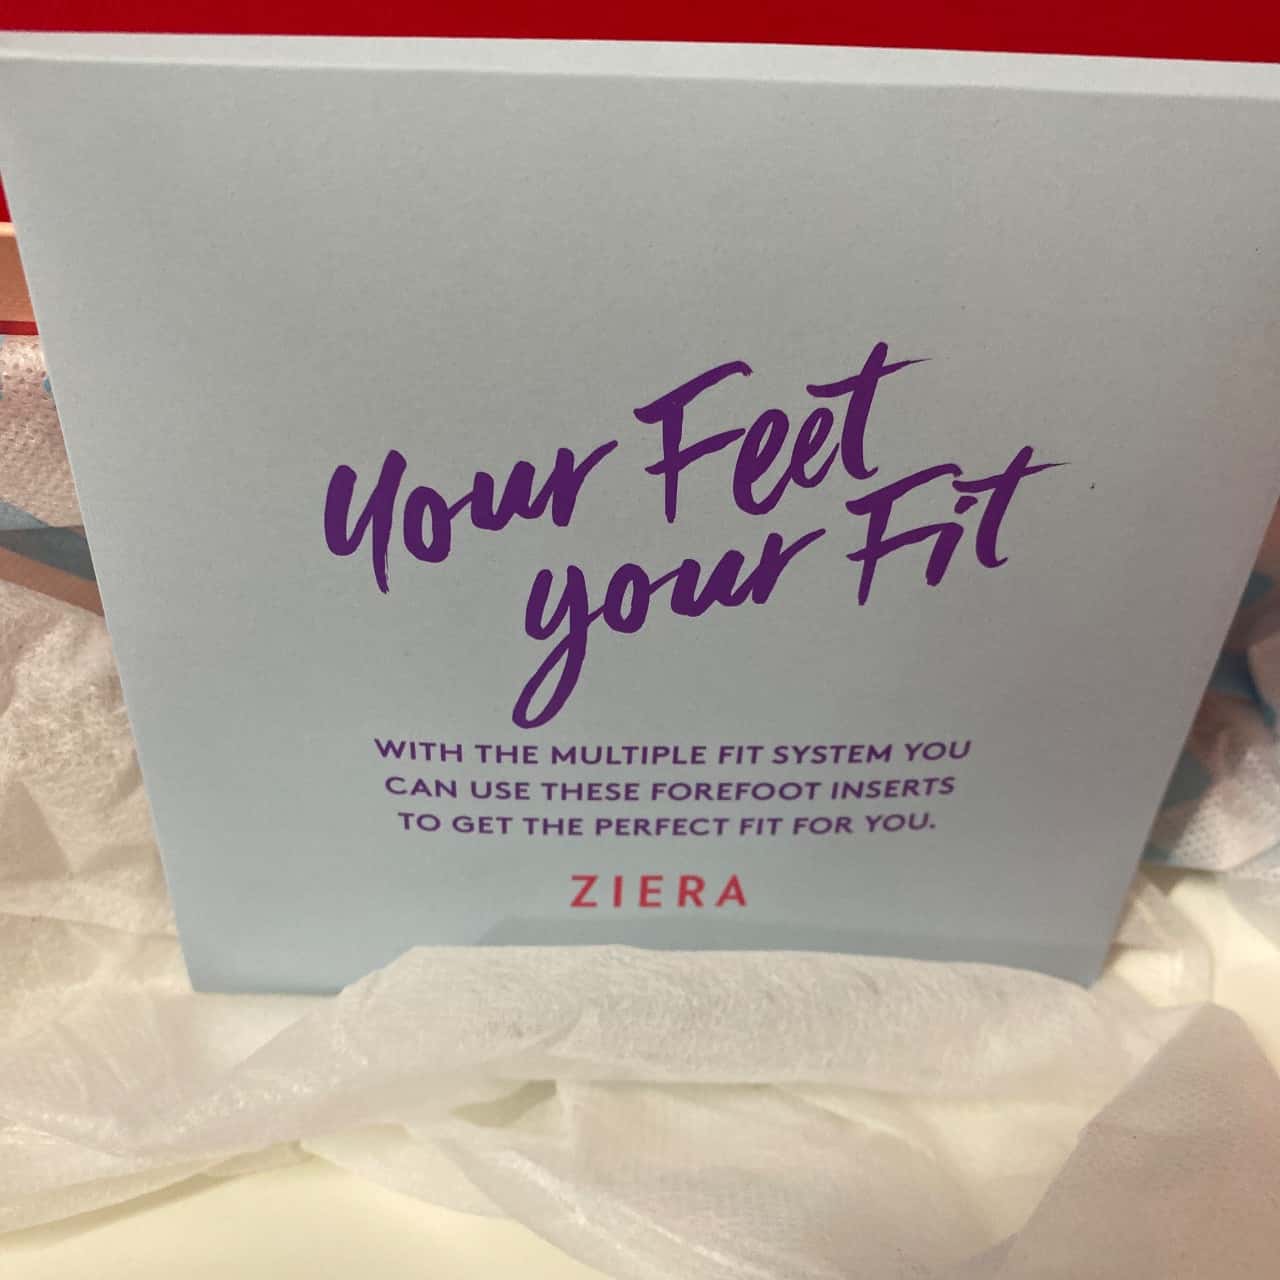 Your Feet
your Fit
WITH THE MULTIPLE FIT SYSTEM YOU
CAN USE THESE FOREFOOT INSERTS
TO GET THE PERFECT FIT FOR YOU.
ZIERA